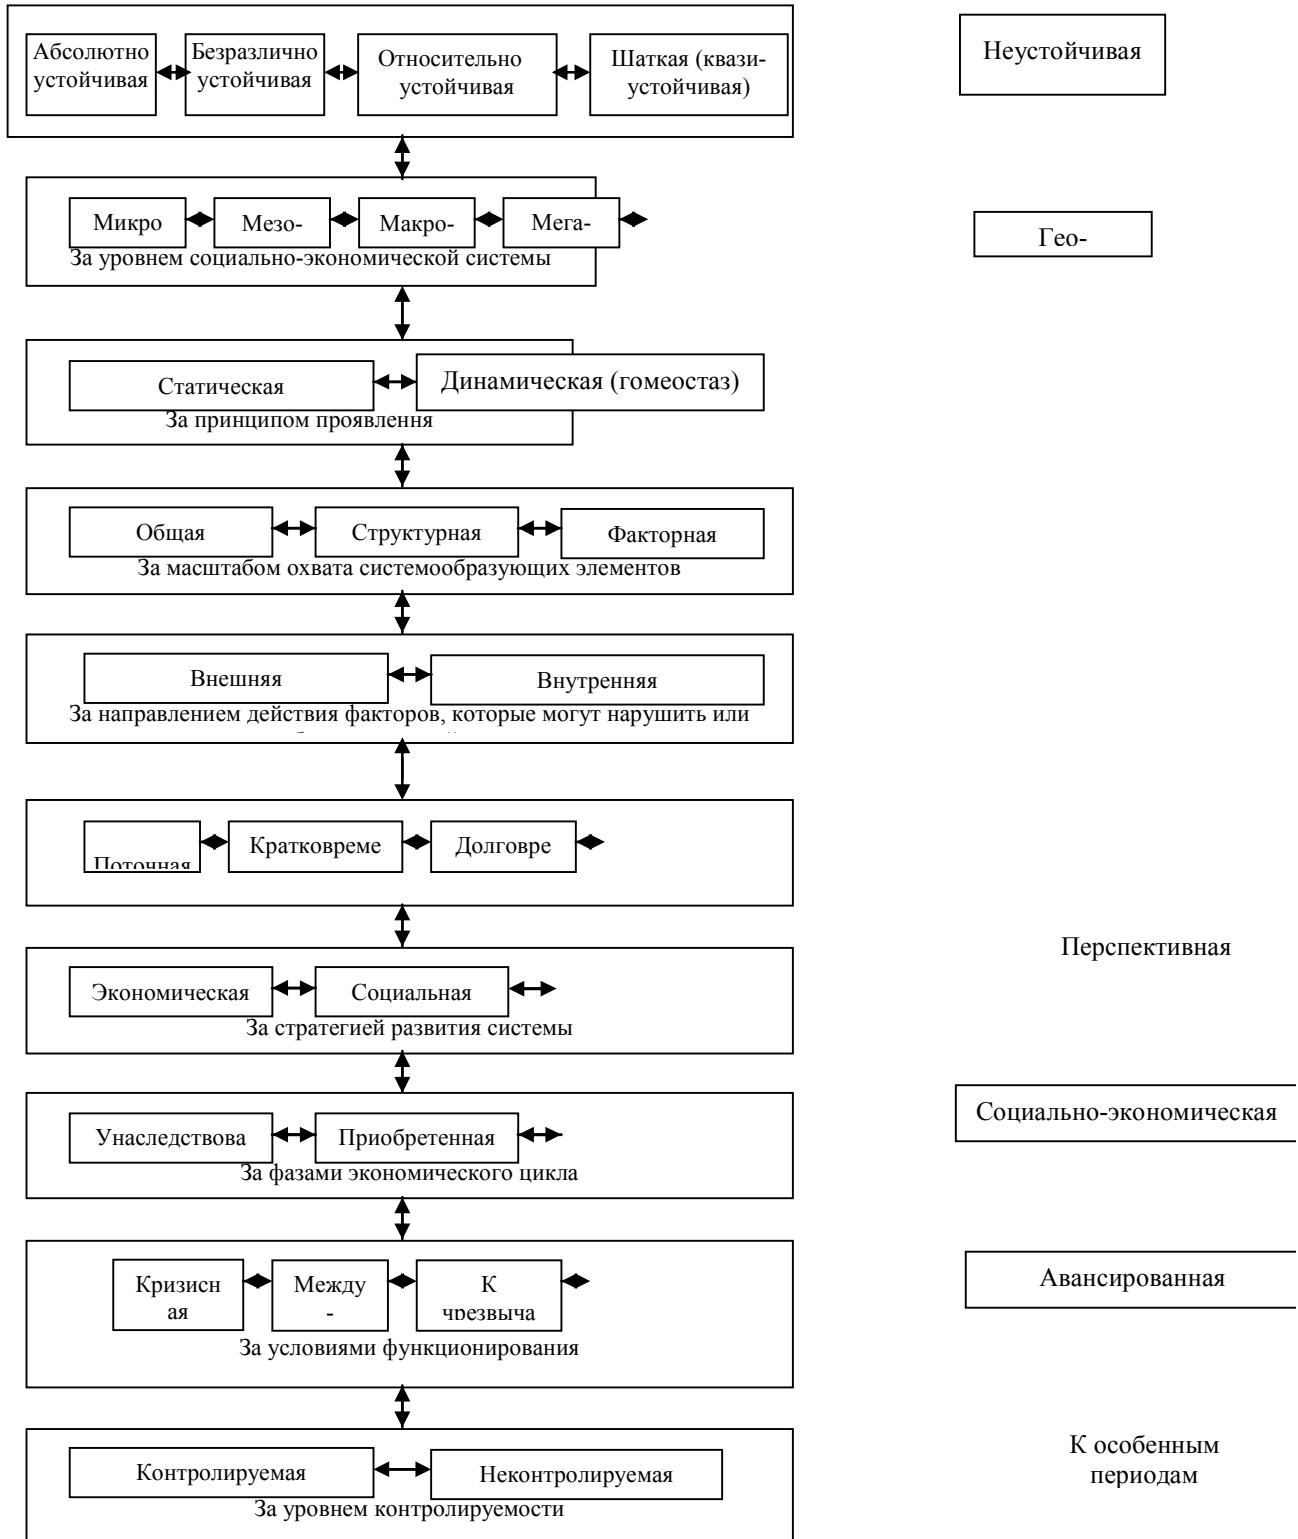 Абсолютно
устойчивая
Безразлично
устойчивая
Относительно
устойчивая
Шаткая (квази-
устойчивая)
Неустойчивая
Микро
Мезо-
Макро-
Мега-
Гео-
За уровнем социально-экономической системы
Статическая
Динамическая (гомеостаз)
За принципом проявлення
Общая
Структурная
Факторная
За масштабом охвата системообразующих элементов
Внешняя
Внутренняя
За направлением действия факторов, которые могут нарушить или
Поточная
Кратковреме
Долговре
Перспективная
Экономическая
Социальная
За стратегией развития системы
Социально-экономическая
Унаследствова
Приобретенная
За фазами экономического цикла
Авансированная
Кризисн
ая
Между
-
К
чрезвыча
За условиями функционирования
К особенным
периодам
Контролируемая
Неконтролируемая
За уровнем контролируемости